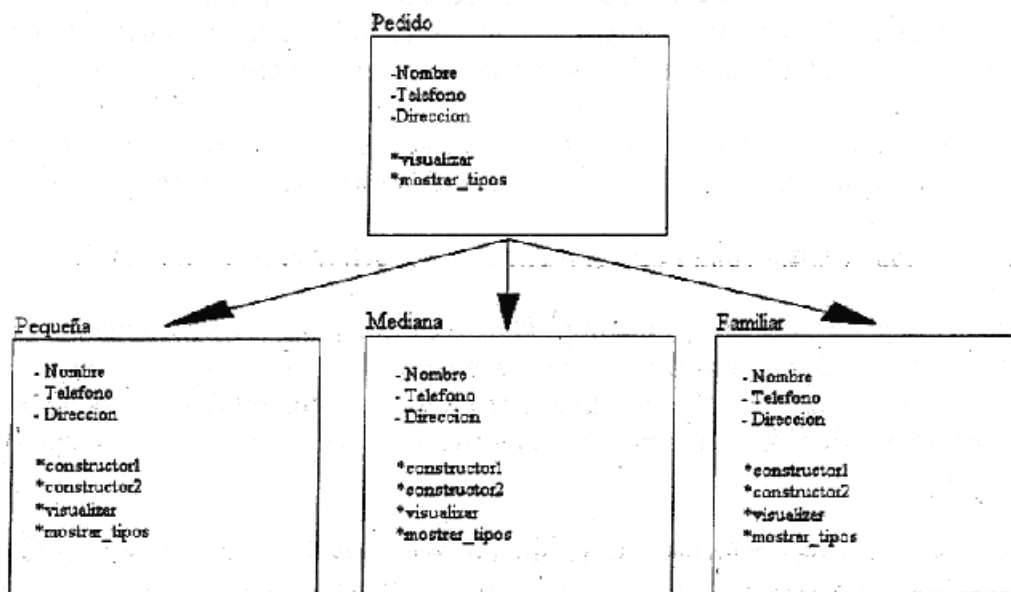 Pedido
-Nombre
-Telefono
-Direccion
*visualizar
*mostrar_tipos
Pequeña
- Nombre
- Telefono
- Direccion
*constructor1
*constructor2
*visualizar
*mostrar_tipos
Mediana
- Nombre
- Telefono
- Direccion
*constructor1
*constructor2
*visualizar
*mostrar_tipos
Familiar
- Nombre
- Telefono
- Direccion
*constructor1
*constructor2
*visualizar
*mostrar_tipos